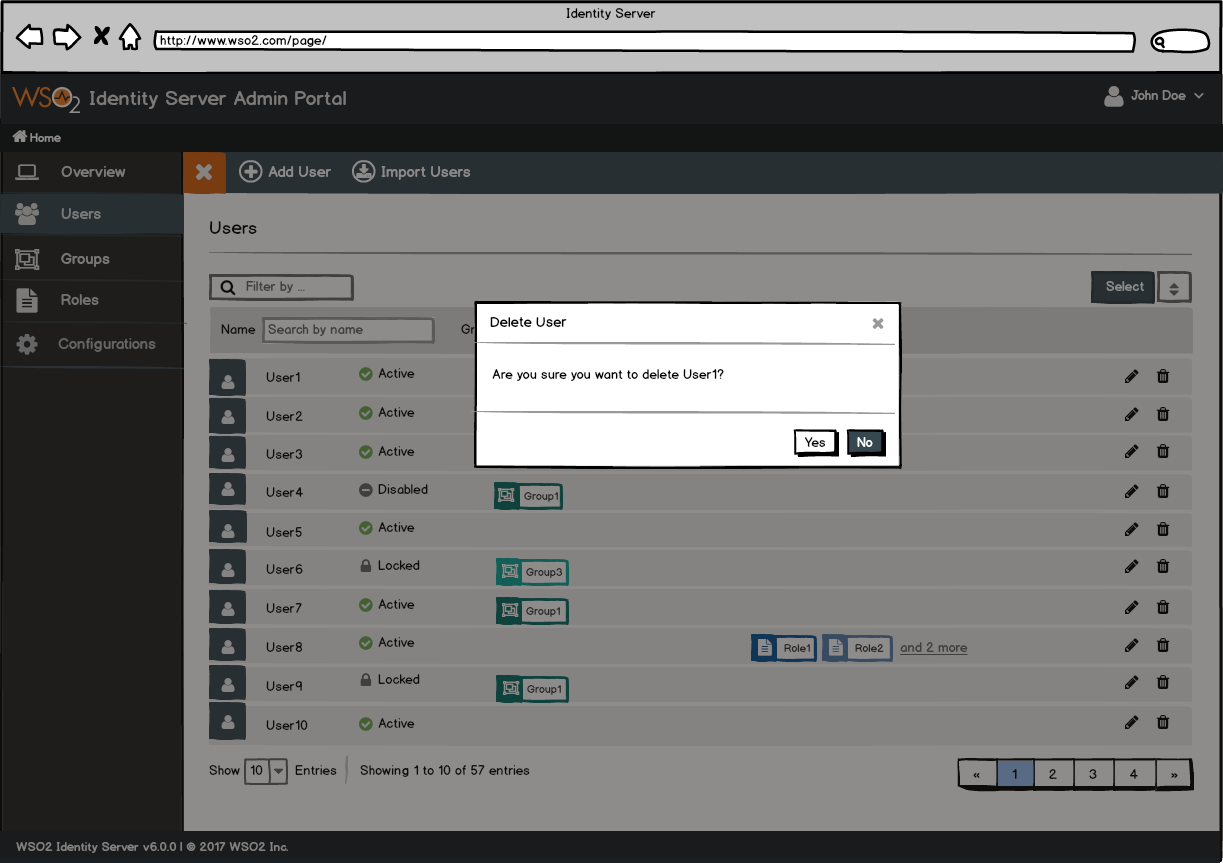 Identity Server
http://www.wso2.com/page/
WSO2 Identity Server Admin Portal
John Doe
Home
Overview
Add User
Import Users
Users
Groups
Roles
Configurations
Users
Filter by ...
Select
Name
Search by name
Gr
Delete User
Are you sure you want to delete User1?
Yes
No
User1 Active
User2 Active
User3 Active
User4 Disabled Group1
User5 Active
User6 Locked Group3
User7 Active Group1
User8 Active Role1 Role2 and 2 more
User9 Locked Group1
User10 Active
Show 10 Entries Showing 1 to 10 of 57 entries
« 1 2 3 4 »
WSO2 Identity Server v6.0.0 | © 2017 WSO2 Inc.